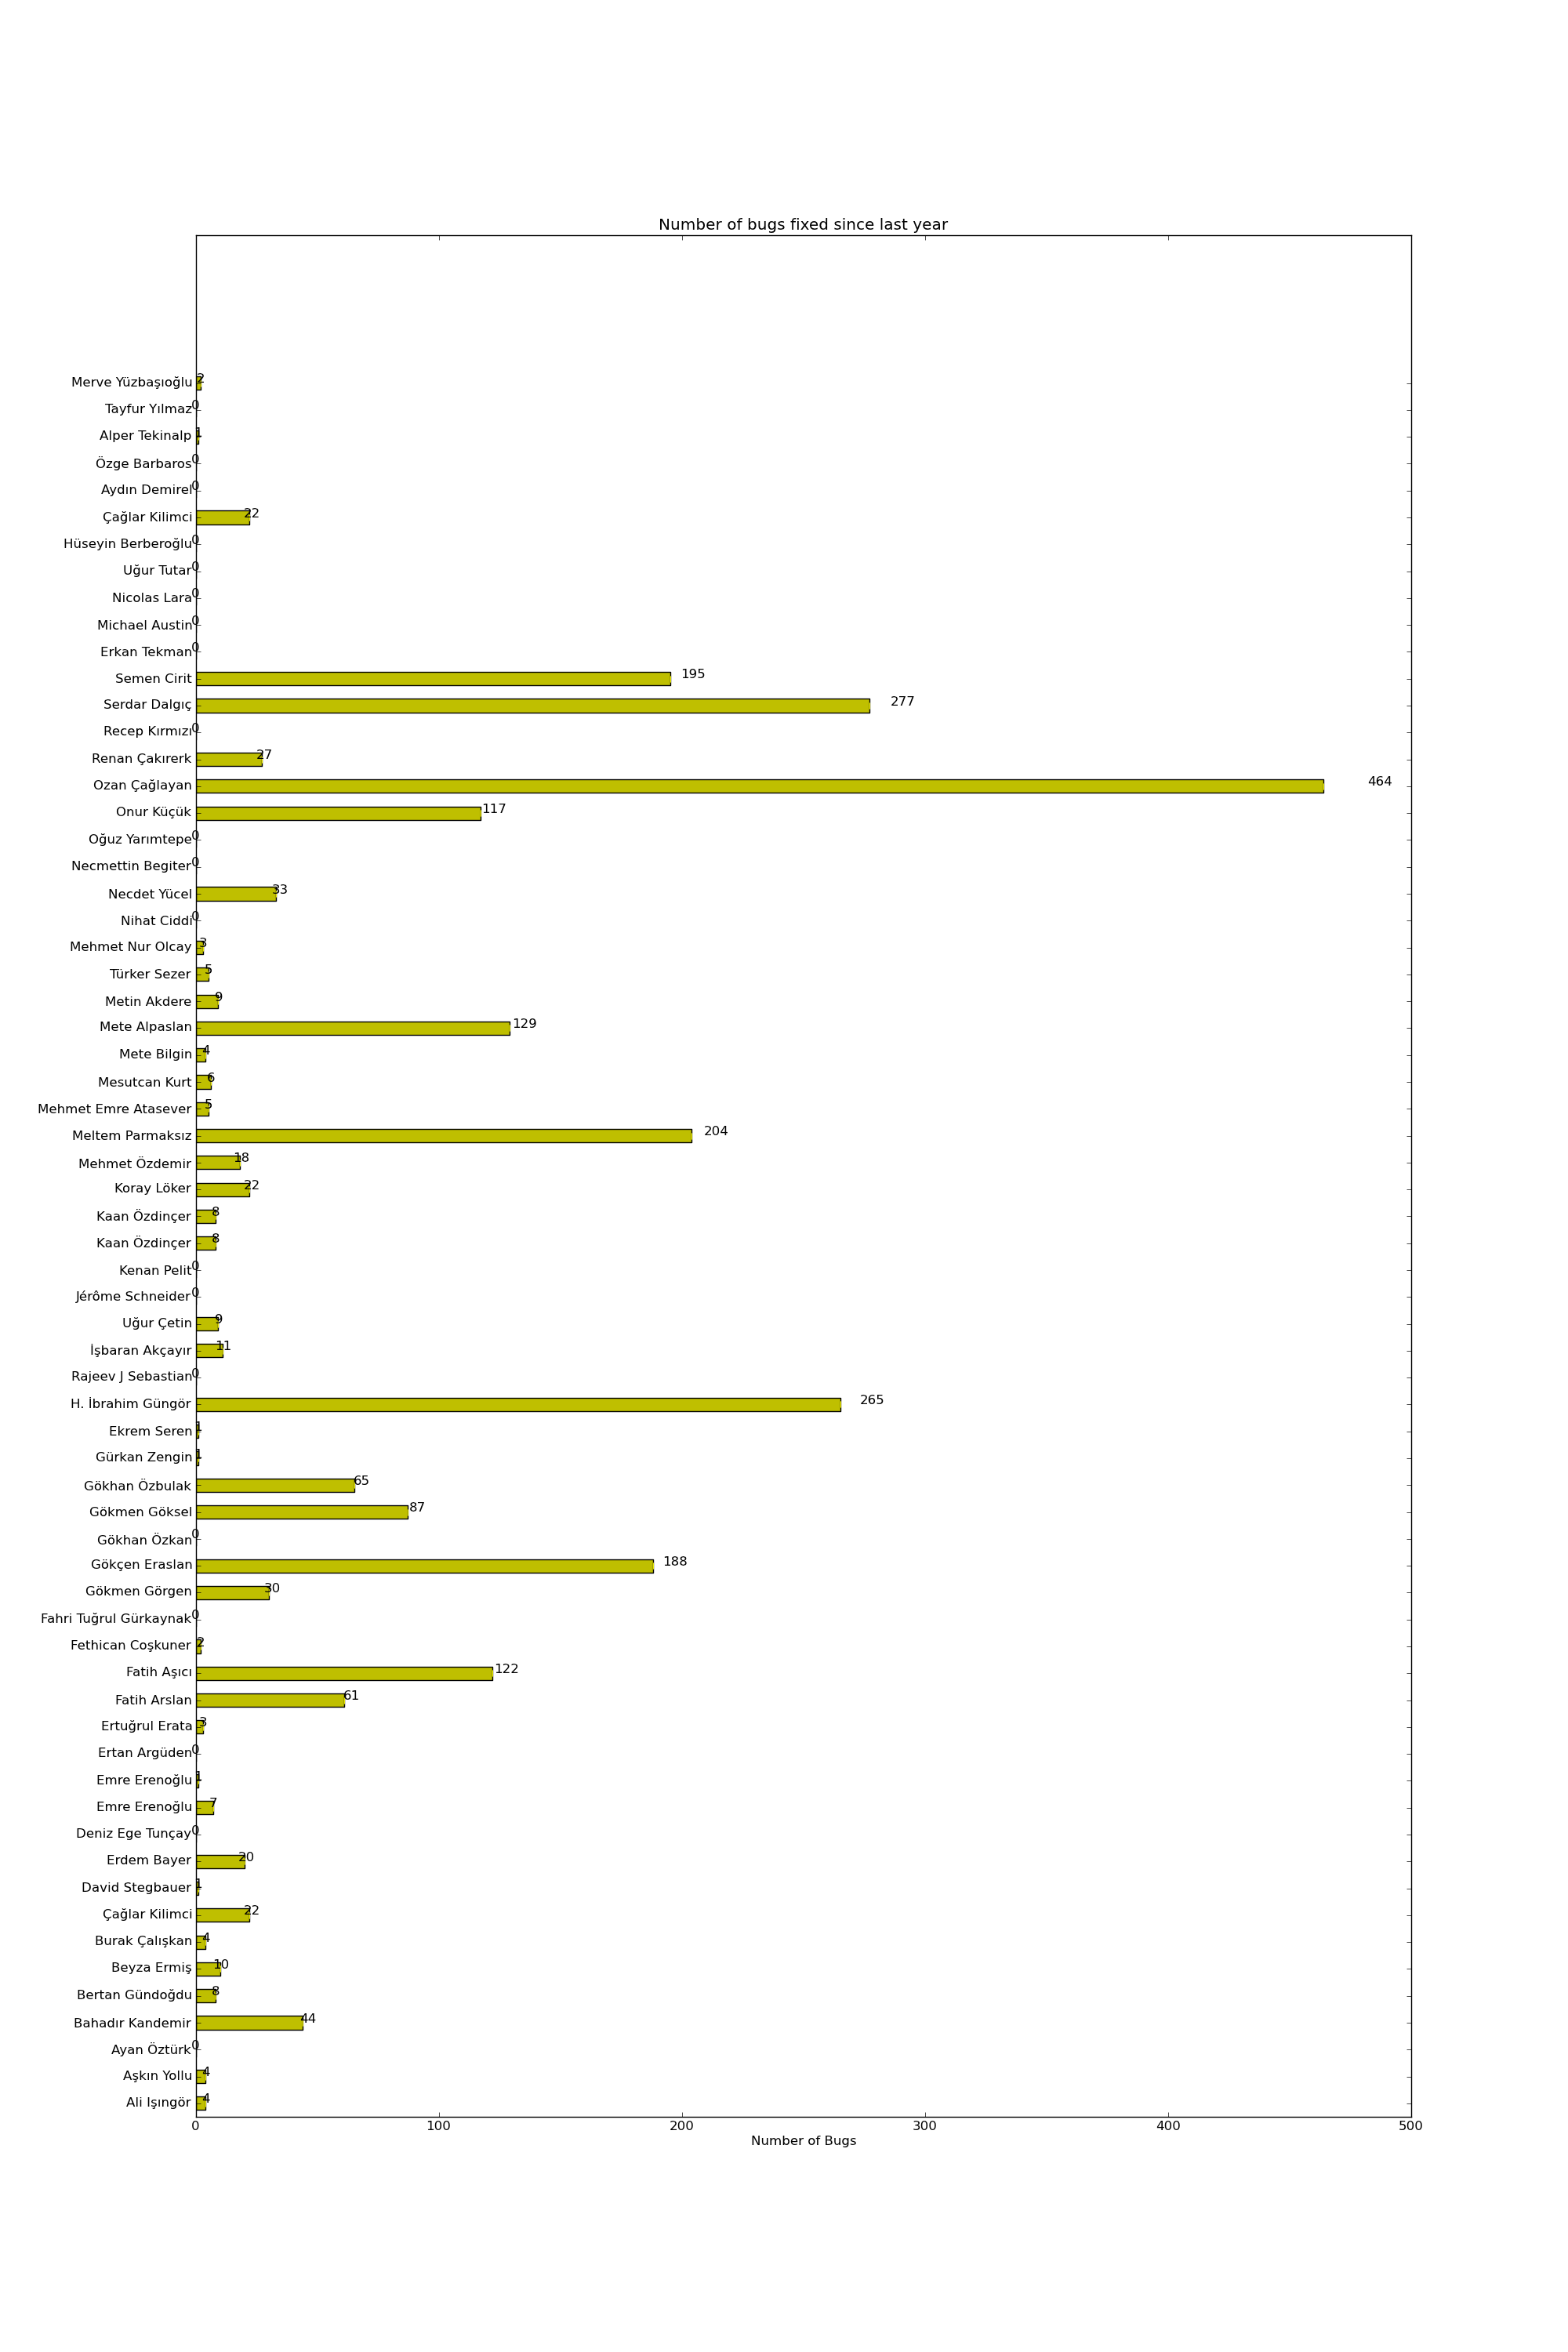 Number of bugs fixed since last year
Merve Yüzbaşıoğlu 2
Tayfur Yılmaz 0
Alper Tekinalp 1
Özge Barbaros 0
Aydın Demirel 0
Çağlar Kilimci 22
Hüseyin Berberoğlu 0
Uğur Tutar 0
Nicolas Lara 0
Michael Austin 0
Erkan Tekman 0
Semen Cirit 195
Serdar Dalgıç 277
Recep Kırmızı 0
Renan Çakırerk 27
Ozan Çağlayan 464
Onur Küçük 117
Oğuz Yarımtepe 0
Necmettin Begiter 0
Necdet Yücel 33
Nihat Ciddi 0
Mehmet Nur Olcay 3
Türker Sezer 5
Metin Akdere 9
Mete Alpaslan 129
Mete Bilgin 4
Mesutcan Kurt 6
Mehmet Emre Atasever 5
Meltem Parmaksız 204
Mehmet Özdemir 18
Koray Löker 22
Kaan Özdinçer 8
Kaan Özdinçer 8
Kenan Pelit 0
Jérôme Schneider 0
Uğur Çetin 9
İşbaran Akçayır 11
Rajeev J Sebastian 0
H. İbrahim Güngör 265
Ekrem Seren 1
Gürkan Zengin 1
Gökhan Özbulak 65
Gökmen Göksel 87
Gökhan Özkan 0
Gökçen Eraslan 188
Gökmen Görgen 30
Fahri Tuğrul Gürkaynak 0
Fethican Coşkuner 2
Fatih Aşıcı 122
Fatih Arslan 61
Ertuğrul Erata 3
Ertan Argüden 0
Emre Erenoğlu 1
Emre Erenoğlu 7
Deniz Ege Tunçay 0
Erdem Bayer 20
David Stegbauer 1
Çağlar Kilimci 22
Burak Çalışkan 4
Beyza Ermiş 10
Bertan Gündoğdu 8
Bahadır Kandemir 44
Ayan Öztürk 0
Aşkın Yollu 4
Ali Işıngör 4
0 100 200 300 400 500
Number of Bugs